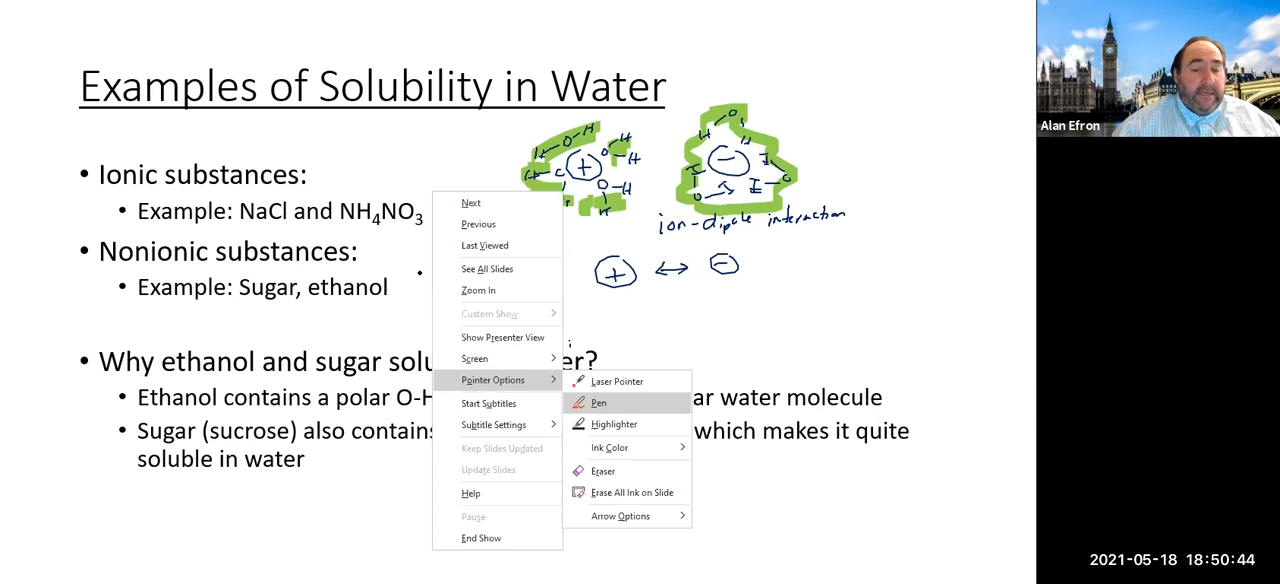 Examples of Solubility in Water
• Ionic substances:
• Example: NaCl and NH₄NO₃
• Nonionic substances:
• Example: Sugar, ethanol
• Why ethanol and sugar solu er?
• Ethanol contains a polar O-H ar water molecule
• Sugar (sucrose) also contains which makes it quite
soluble in water
+
−
ion-dipole interaction
+ ↔ −
Next
Previous
Last Viewed
See All Slides
Zoom In
Custom Show
Show Presenter View
Screen
Pointer Options
Start Subtitles
Subtitle Settings
Keep Slides Updated
Update Slides
Help
Pause
End Show
Laser Pointer
Pen
Highlighter
Ink Color
Eraser
Erase All Ink on Slide
Arrow Options
Alan Efron
2021-05-18 18:50:44